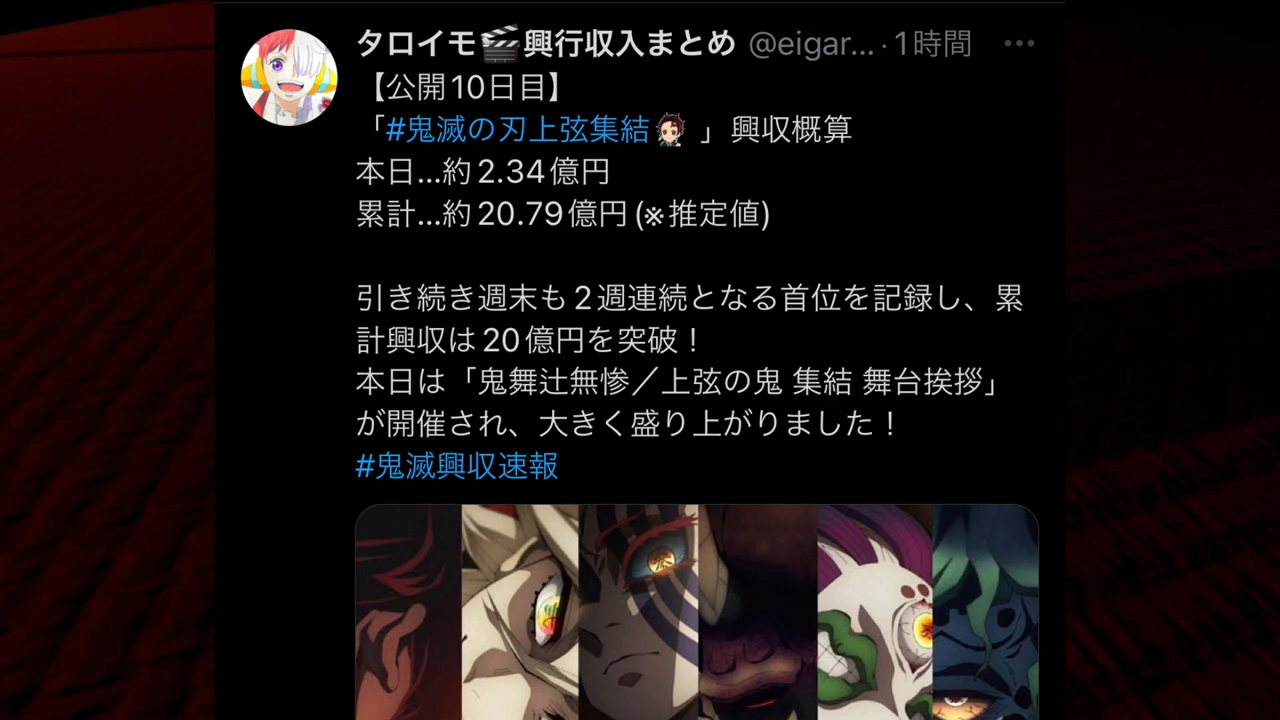 タロイモ🎬興行収入まとめ @eigar... · 1時間 …
【公開10日目】
「#鬼滅の刃上弦集結 」興収概算
本日...約2.34億円
累計...約20.79億円(※推定値)
引き続き週末も2週連続となる首位を記録し、累
計興収は20億円を突破！
本日は「鬼舞辻無惨／上弦の鬼 集結 舞台挨拶」
が開催され、大きく盛り上がりました！
#鬼滅興収速報
参